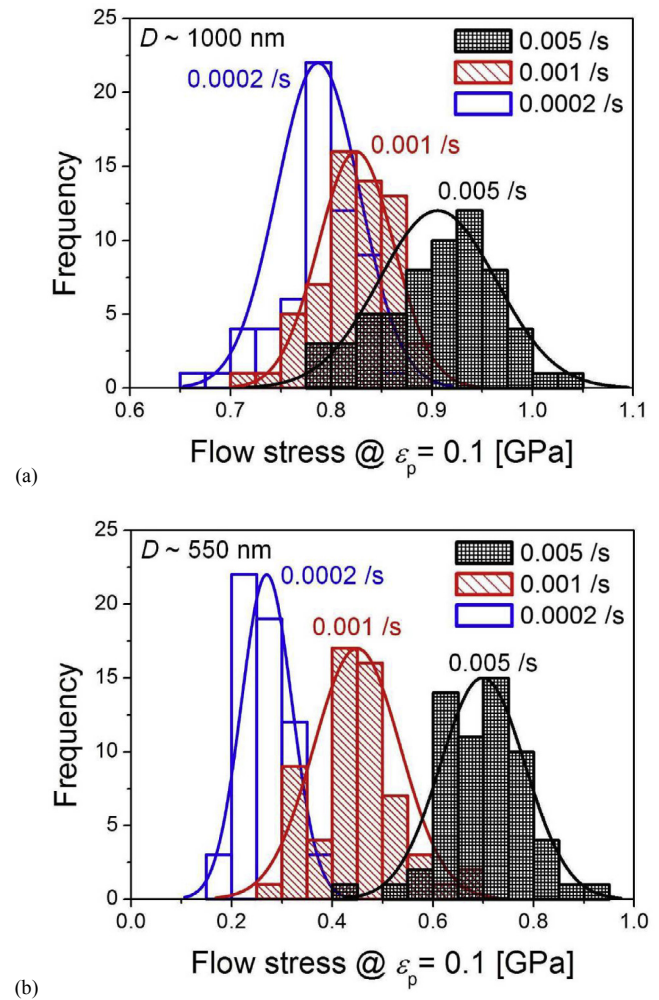 D ~ 1000 nm
0.005 /s
0.001 /s
0.0002 /s
0.0002 /s
0.001 /s
0.005 /s
Frequency
25
20
15
10
5
0
0.6 0.7 0.8 0.9 1.0 1.1
Flow stress @ εp = 0.1 [GPa]
(a)
D ~ 550 nm
0.005 /s
0.001 /s
0.0002 /s
0.0002 /s
0.001 /s
0.005 /s
Frequency
25
20
15
10
5
0
0.0 0.2 0.4 0.6 0.8 1.0
Flow stress @ εp = 0.1 [GPa]
(b)